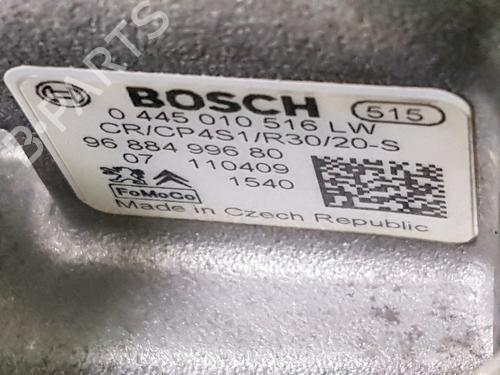 BOSCH 515
0 445 010 516 LW
CR/CP4S1/R30/20-S
96 884 996 80
07 110409
1540
FoMoCo
Made in Czech Republic
B-PARTS